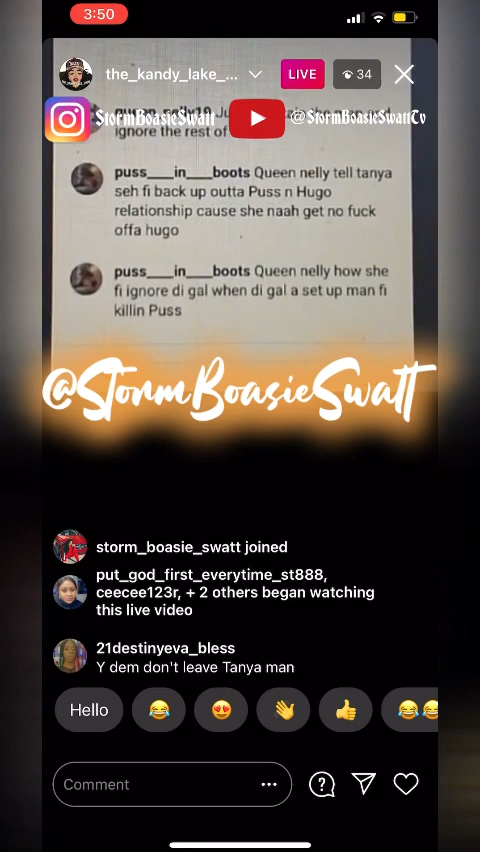 3:50
the_kandy_lake_...
LIVE
34
StormBoasieSwatt
@StormBoasieSwattTv
ignore the rest of
puss___in___boots Queen nelly tell tanya
seh fi back up outta Puss n Hugo
relationship cause she naah get no fuck
offa hugo
puss___in___boots Queen nelly how she
fi ignore di gal when di gal a set up man fi
killin Puss
@StormBoasieSwatt
storm_boasie_swatt joined
put_god_first_everytime_st888,
ceecee123r, + 2 others began watching
this live video
21destinyeva_bless
Y dem don't leave Tanya man
Hello
Comment